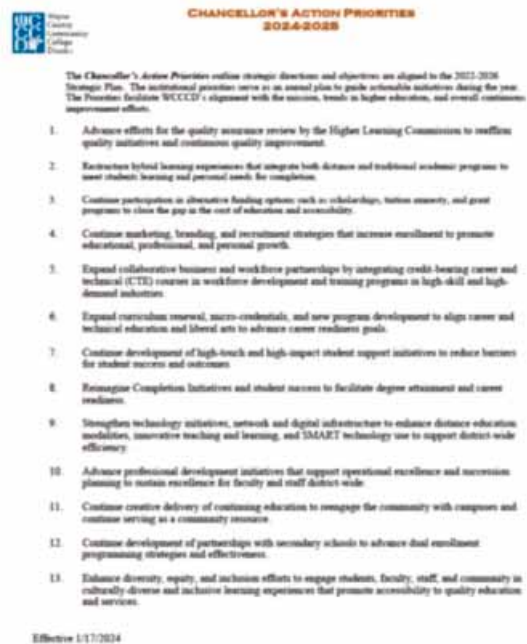 Wayne
County
Community
College
District
CHANCELLOR'S ACTION PRIORITIES
2024-2025
The Chancellor's Action Priorities outline strategic directions and objectives are aligned to the 2022-2026
Strategic Plan. The institutional priorities serve as an annual plan to guide actionable initiatives during the year.
The Priorities facilitate WCCCD's alignment with the mission, trends in higher education, and overall continuous
improvement efforts.
1. Advance efforts for the quality assurance review by the Higher Learning Commission to reaffirm
quality initiatives and continuous quality improvement.
2. Restructure hybrid learning experiences that integrate both distance and traditional academic programs to
meet students learning and personal needs for completion.
3. Continue participation in alternative funding options such as scholarships, tuition amnesty, and grant
programs to close the gap in the cost of education and accessibility.
4. Continue marketing, branding, and recruitment strategies that increase enrollment to promote
educational, professional, and personal growth.
5. Expand collaborative business and workforce partnerships by integrating credit-bearing career and
technical (CTE) courses in workforce development and training programs in high-skill and high-
demand industries.
6. Expand curriculum renewal, micro-credentials, and new program development to align career and
technical education and liberal arts to advance career readiness goals.
7. Continue development of high-touch and high-impact student support initiatives to reduce barriers
for student success and outcomes.
8. Reimagine Completion Initiatives and student success to facilitate degree attainment and career
readiness.
9. Strengthen technology initiatives, network and digital infrastructure to enhance distance education
modalities, innovative teaching and learning, and SMART technology use to support district-wide
efficiency.
10. Advance professional development initiatives that support operational excellence and succession
planning to sustain excellence for faculty and staff district-wide.
11. Continue creative delivery of continuing education to reengage the community with campuses and
continue serving as a community resource.
12. Continue development of partnerships with secondary schools to advance dual enrollment
programming strategies and effectiveness.
13. Enhance diversity, equity, and inclusion efforts to engage students, faculty, staff, and community in
culturally-diverse and inclusive learning experiences that promote accessibility to quality education
and services.
Effective 1/17/2024